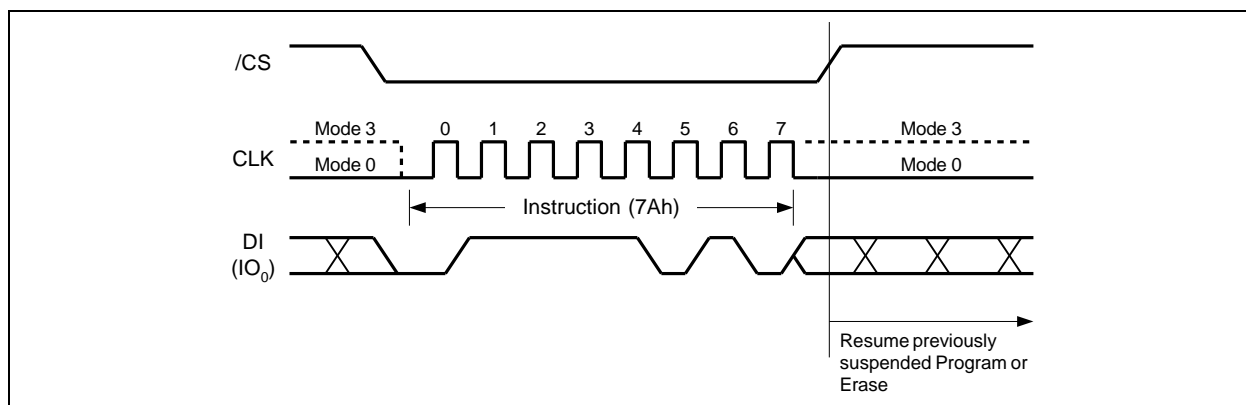 /CS
Mode 3
0 1 2 3 4 5 6 7
Mode 3
CLK
Mode 0
Mode 0
Instruction (7Ah)
DI
(IO0)
Resume previously
suspended Program or
Erase